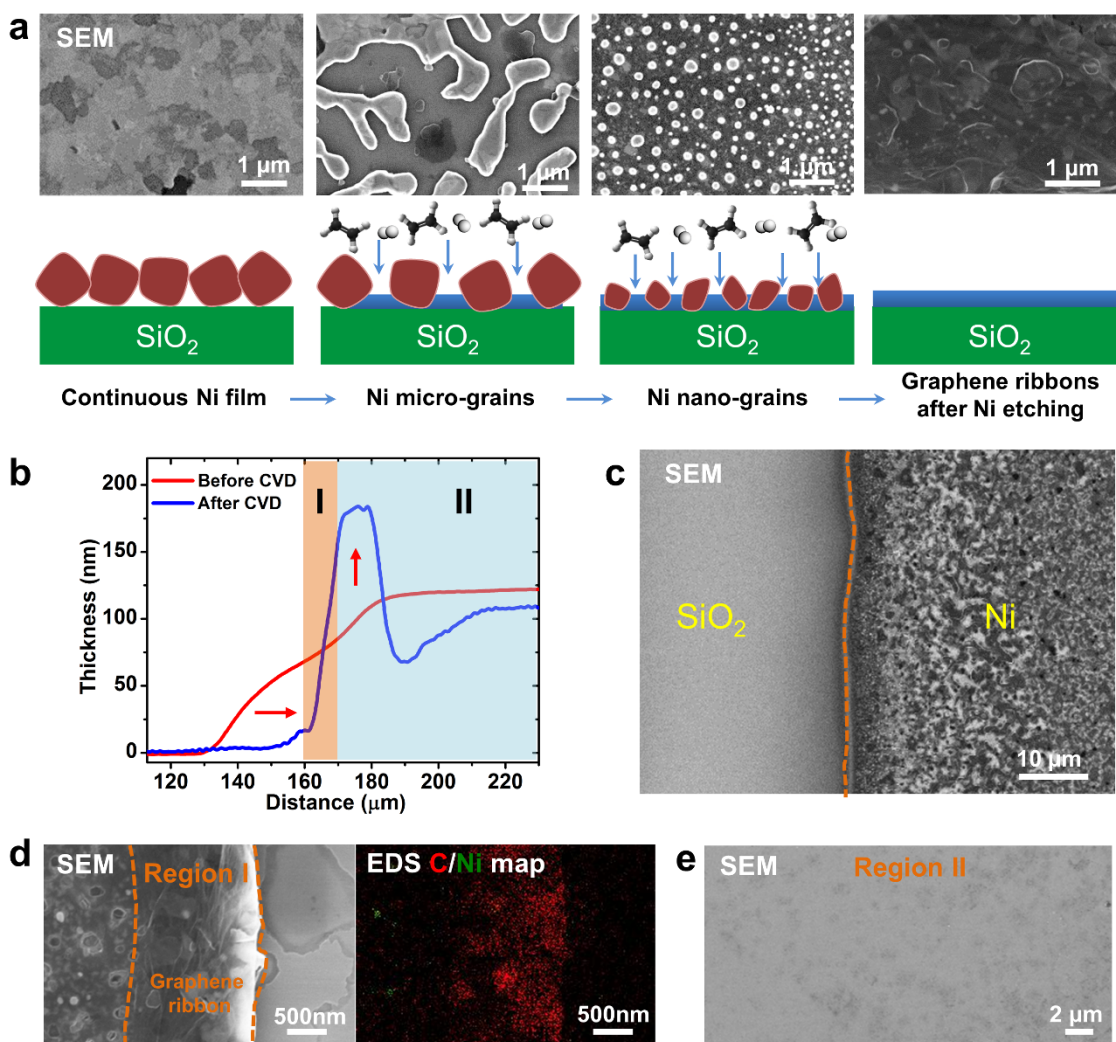 a
SEM
1 µm
1 µm
1 µm
1 µm
SiO2
SiO2
SiO2
SiO2
Continuous Ni film
Ni micro-grains
Ni nano-grains
Graphene ribbons
after Ni etching
b
Before CVD
After CVD
I
II
200
150
100
50
0
Thickness (nm)
120 140 160 180 200 220
Distance (µm)
c
SEM
SiO2
Ni
10 µm
d
SEM
Region I
Graphene
ribbon
500nm
EDS C/Ni map
500nm
e
SEM
Region II
2 µm